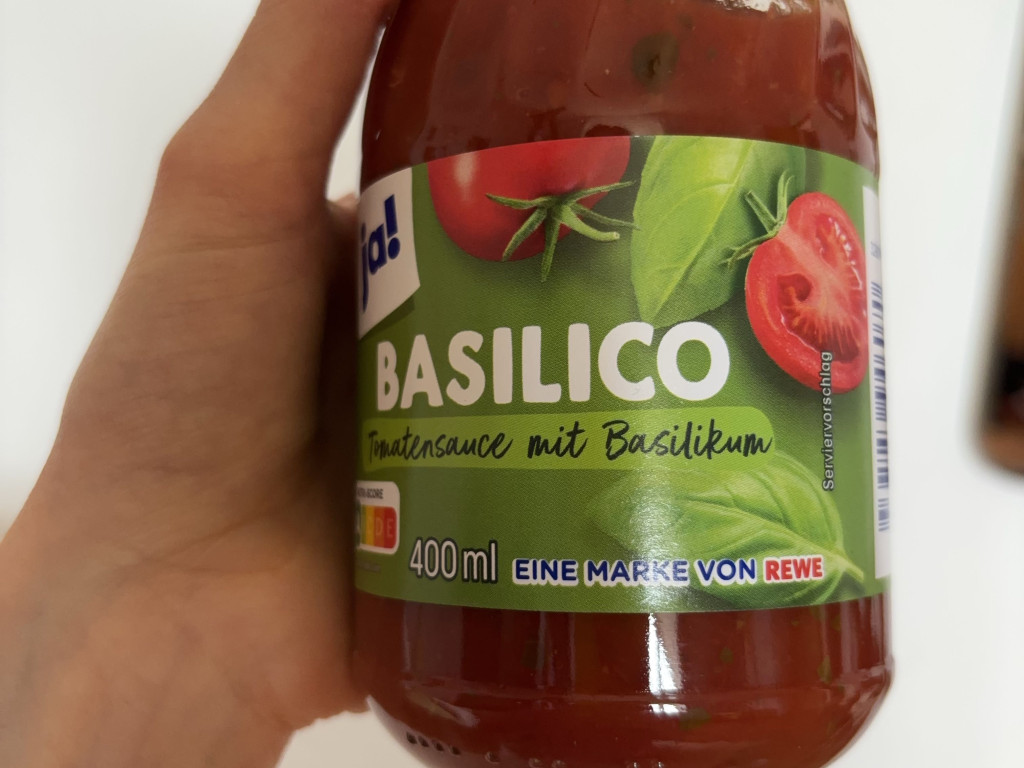 ja!
BASILICO
Tomatensauce mit Basilikum
Serviervorschlag
D E
400 ml
EINE MARKE VON REWE